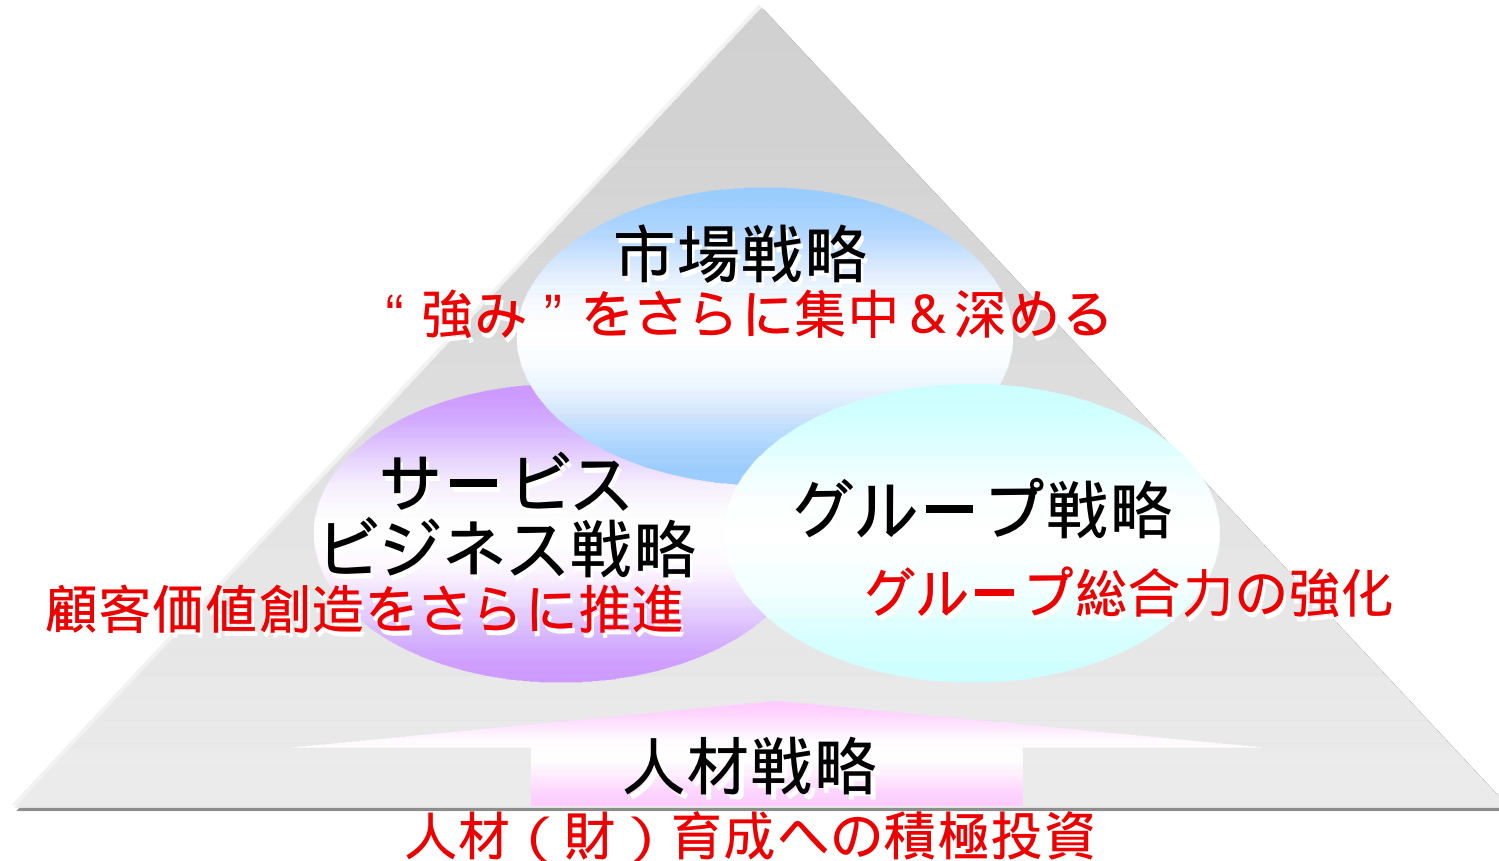 市場戦略
“強み”をさらに集中＆深める
サービス
ビジネス戦略
顧客価値創造をさらに推進
グループ戦略
グループ総合力の強化
人材戦略
人材（財）育成への積極投資